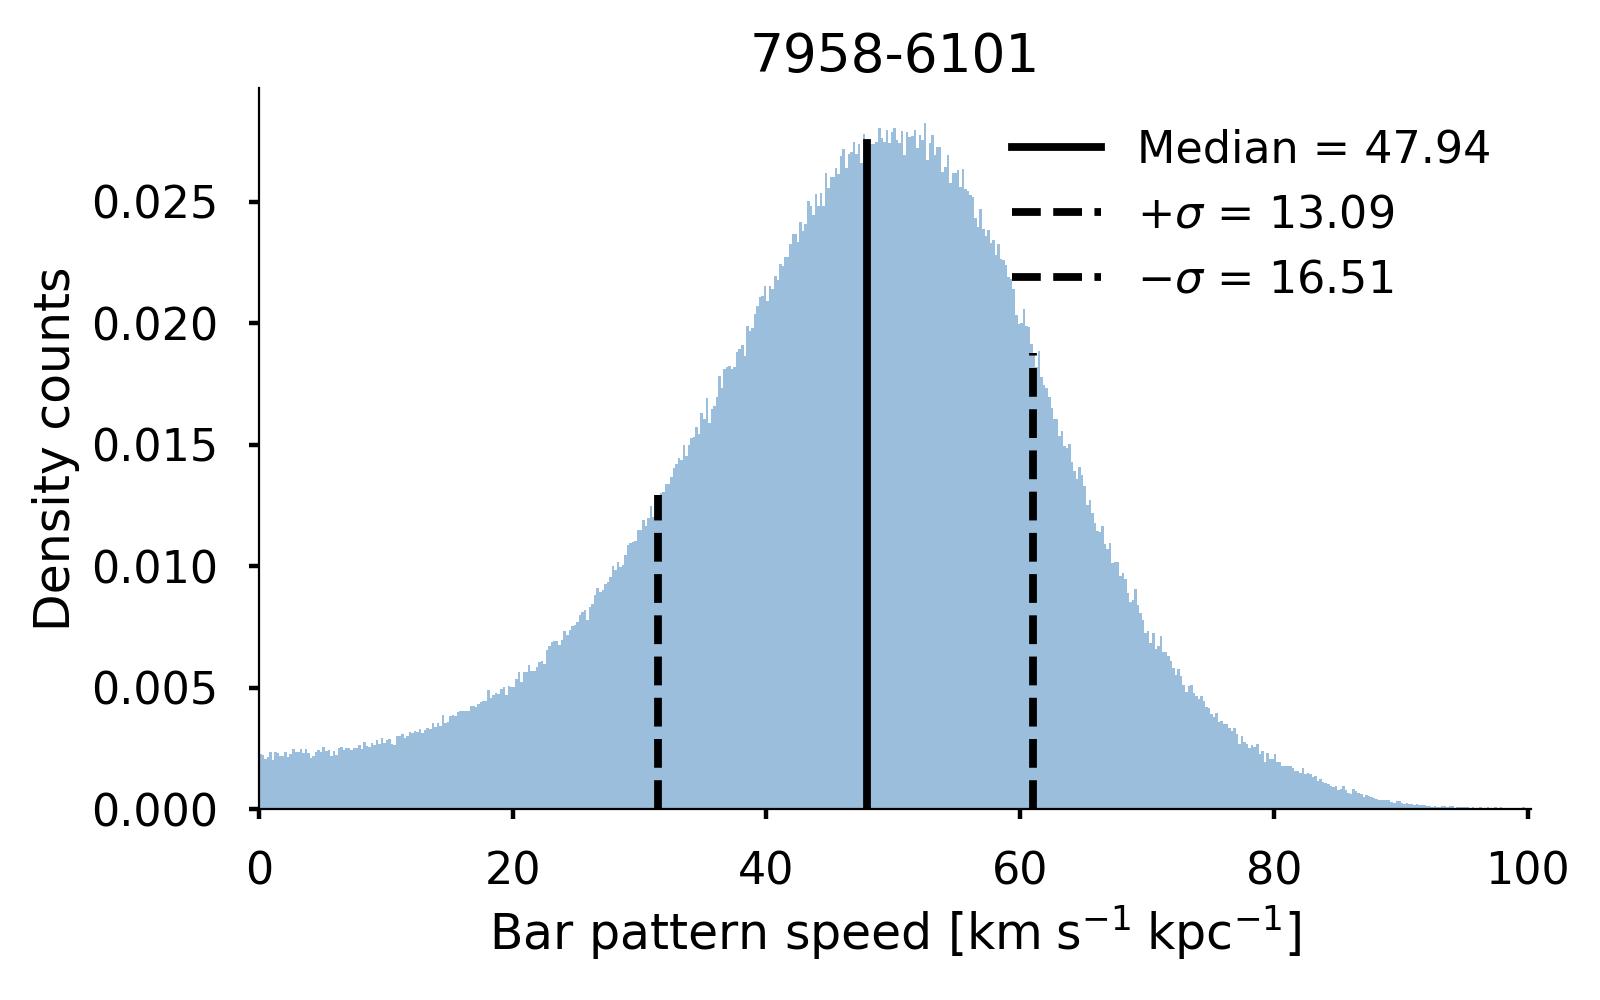 7958-6101
Median = 47.94
+σ = 13.09
−σ = 16.51
Density counts
0.025
0.020
0.015
0.010
0.005
0.000
0 20 40 60 80 100
Bar pattern speed [km s⁻¹ kpc⁻¹]